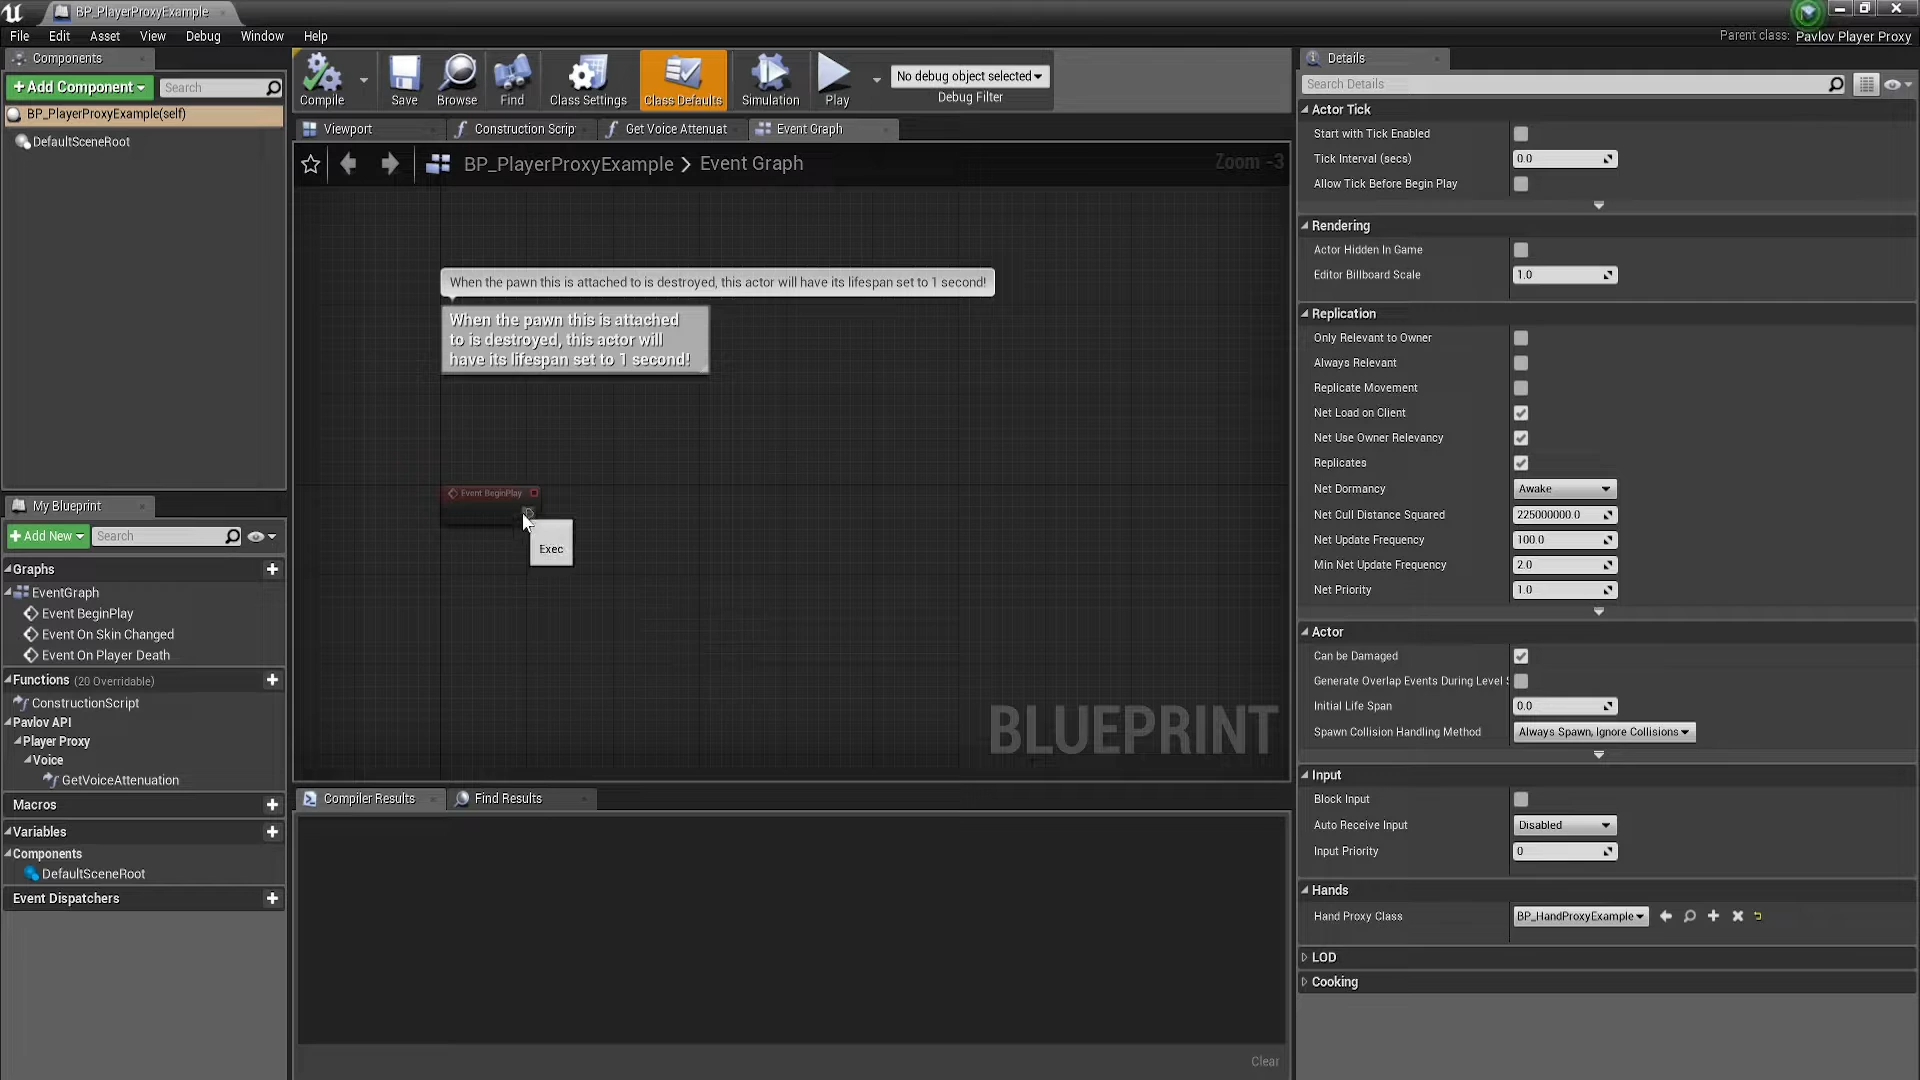 BP_PlayerProxyExample
File Edit Asset View Debug Window Help
Parent class: Pavlov Player Proxy
Components
+Add Component
Search
BP_PlayerProxyExample(self)
DefaultSceneRoot
Compile
Save
Browse
Find
Class Settings
Class Defaults
Simulation
Play
No debug object selected
Debug Filter
Viewport
Construction Scrip
Get Voice Attenuat
Event Graph
BP_PlayerProxyExample > Event Graph
Zoom -3
When the pawn this is attached to is destroyed, this actor will have its lifespan set to 1 second!
When the pawn this is attached
to is destroyed, this actor will
have its lifespan set to 1 second!
Event BeginPlay
Exec
BLUEPRINT
My Blueprint
+Add New
Search
Graphs
EventGraph
Event BeginPlay
Event On Skin Changed
Event On Player Death
Functions (20 Overridable)
ConstructionScript
Pavlov API
Player Proxy
Voice
GetVoiceAttenuation
Macros
Variables
Components
DefaultSceneRoot
Event Dispatchers
Compiler Results
Find Results
Clear
Details
Search Details
Actor Tick
Start with Tick Enabled
Tick Interval (secs) 0.0
Allow Tick Before Begin Play
Rendering
Actor Hidden In Game
Editor Billboard Scale 1.0
Replication
Only Relevant to Owner
Always Relevant
Replicate Movement
Net Load on Client
Net Use Owner Relevancy
Replicates
Net Dormancy Awake
Net Cull Distance Squared 225000000.0
Net Update Frequency 100.0
Min Net Update Frequency 2.0
Net Priority 1.0
Actor
Can be Damaged
Generate Overlap Events During Level S
Initial Life Span 0.0
Spawn Collision Handling Method Always Spawn, Ignore Collisions
Input
Block Input
Auto Receive Input Disabled
Input Priority 0
Hands
Hand Proxy Class BP_HandProxyExample
LOD
Cooking